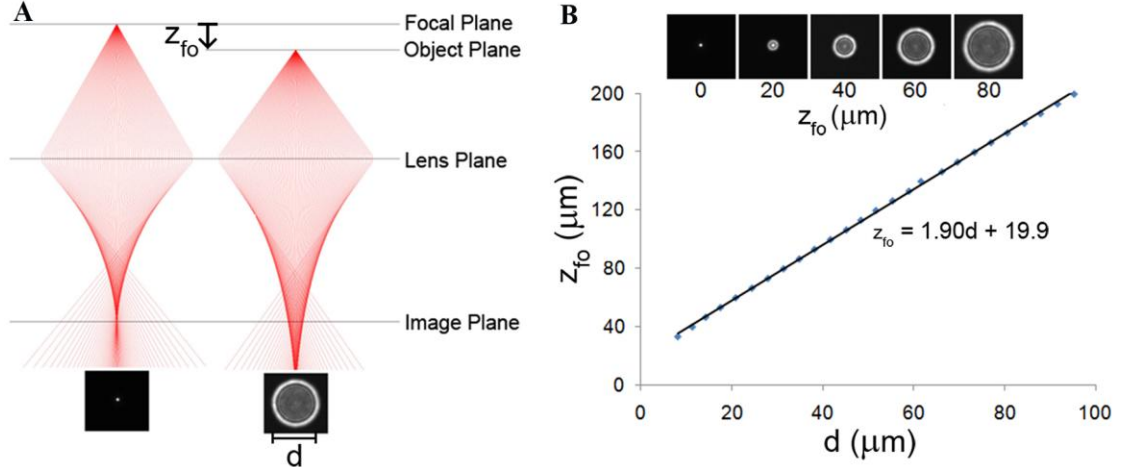 A
Focal Plane
z_fo
Object Plane
Lens Plane
Image Plane
d
B
0 20 40 60 80
z_fo (μm)
200
160
120
80
40
0
z_fo (μm)
z_fo = 1.90d + 19.9
0 20 40 60 80 100
d (μm)